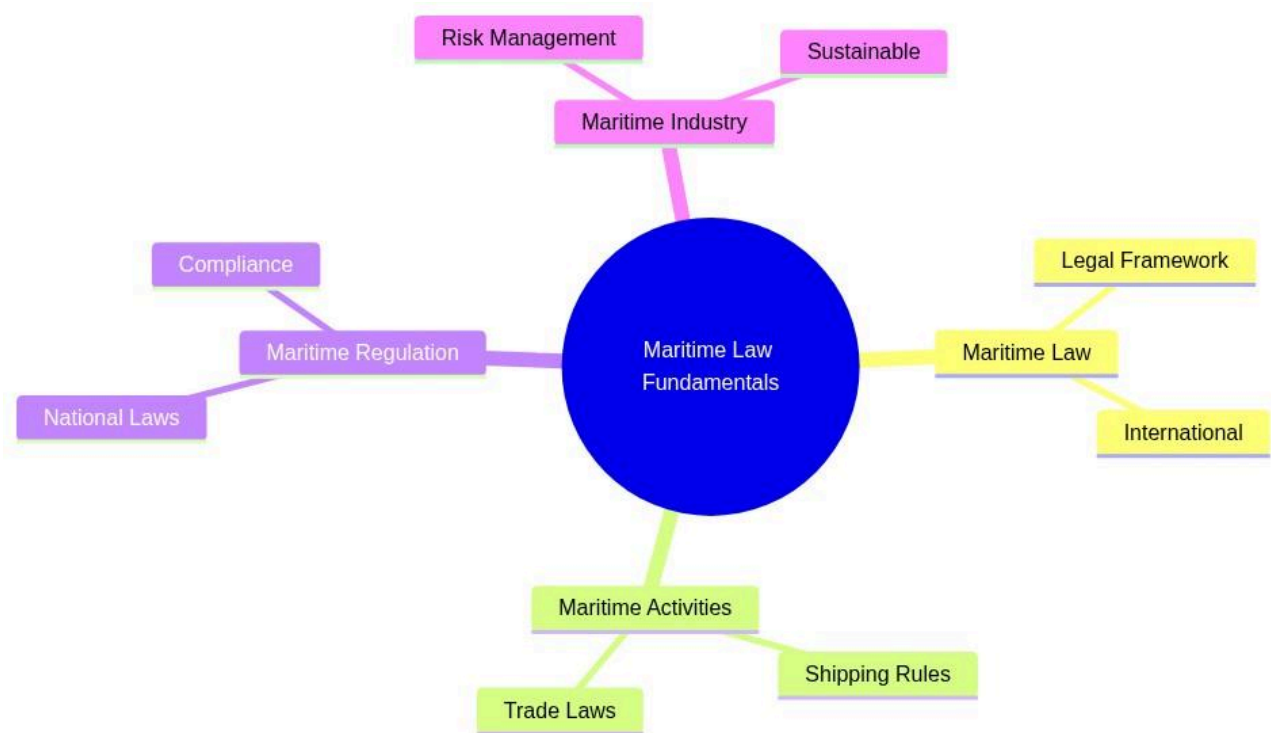 Risk Management
Sustainable
Maritime Industry
Compliance
Legal Framework
Maritime Regulation
Maritime Law
Fundamentals
Maritime Law
National Laws
International
Maritime Activities
Shipping Rules
Trade Laws